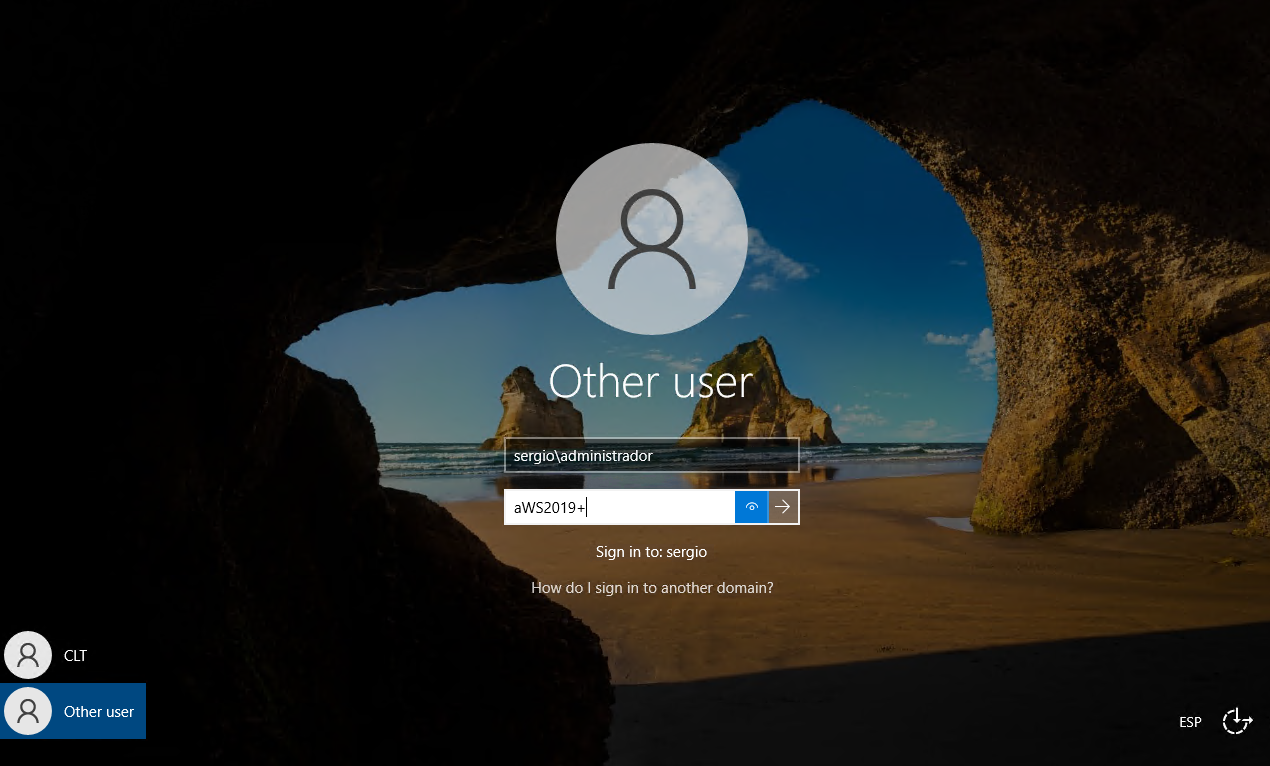 Other user
sergio\administrador
aWS2019+
Sign in to: sergio
How do I sign in to another domain?
CLT
Other user
ESP